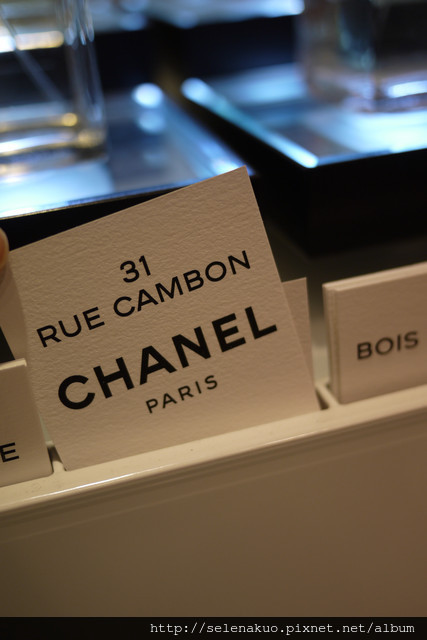 31
RUE CAMBON
CHANEL
PARIS
BOIS
E
http://selenakuo.pixnet.net/album